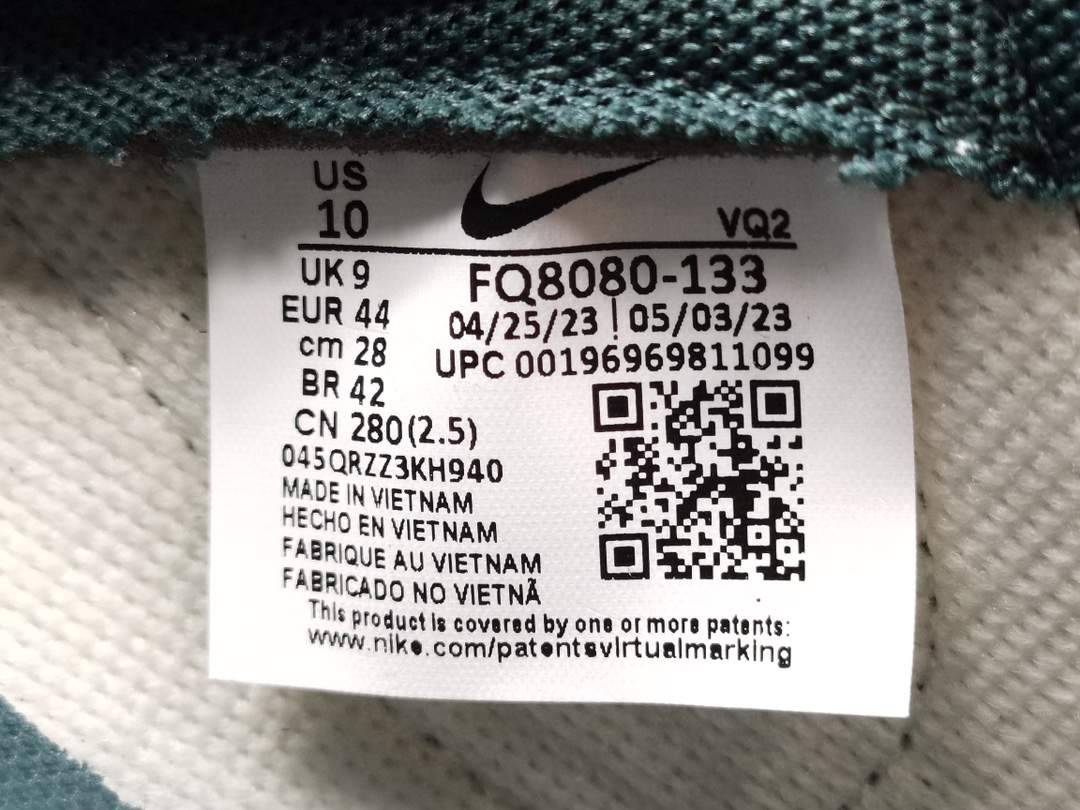 US
10
VQ2
UK 9
EUR 44
cm 28
BR 42
CN 280(2.5)
FQ8080-133
04/25/23 | 05/03/23
UPC 00196969811099
045QRZZ3KH940
MADE IN VIETNAM
HECHO EN VIETNAM
FABRIQUE AU VIETNAM
FABRICADO NO VIETNÃ
This product is covered by one or more patents:
www.nike.com/patentsvirtualmarking